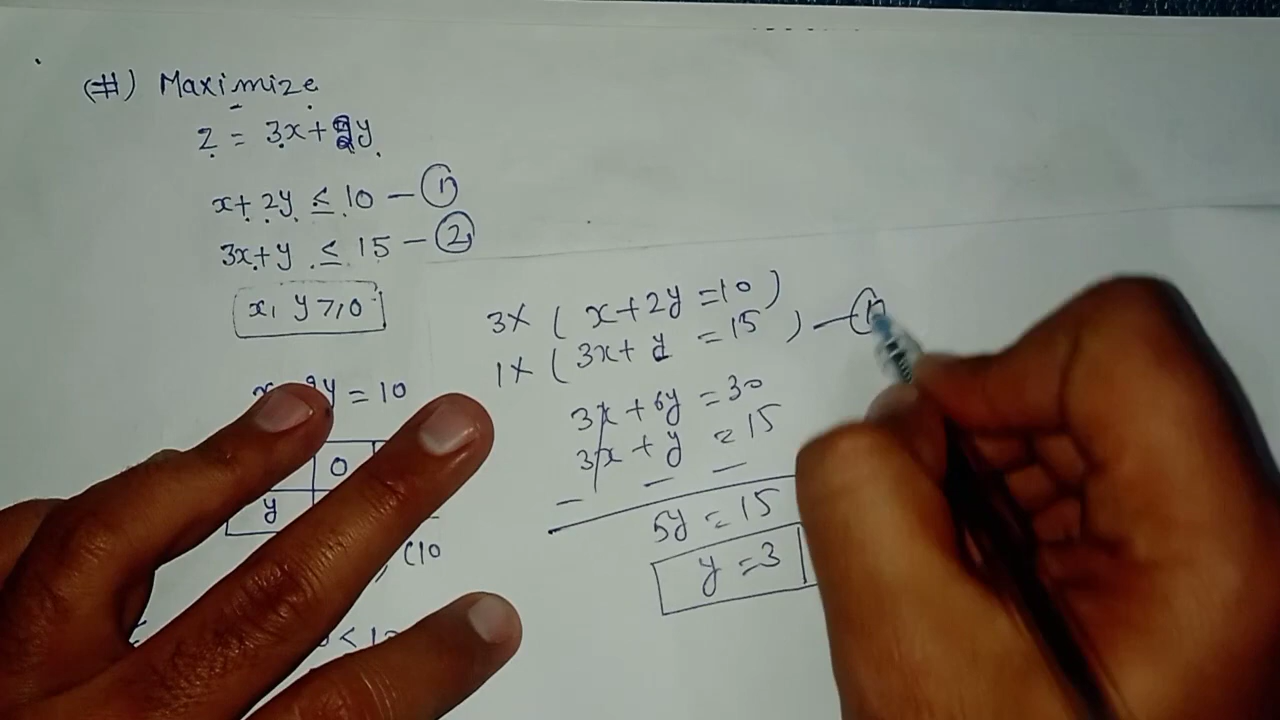 (#) Maximize
Z = 3x + 2y
x + 2y ≤ 10 — ①
3x + y ≤ 15 — ②
x, y ≥ 0
3× ( x + 2y = 10 )
1× ( 3x + y = 15 ) — ①
3x + 6y = 30
3x + y = 15
— — —
5y = 15
y = 3
y = 10
0
y
(10